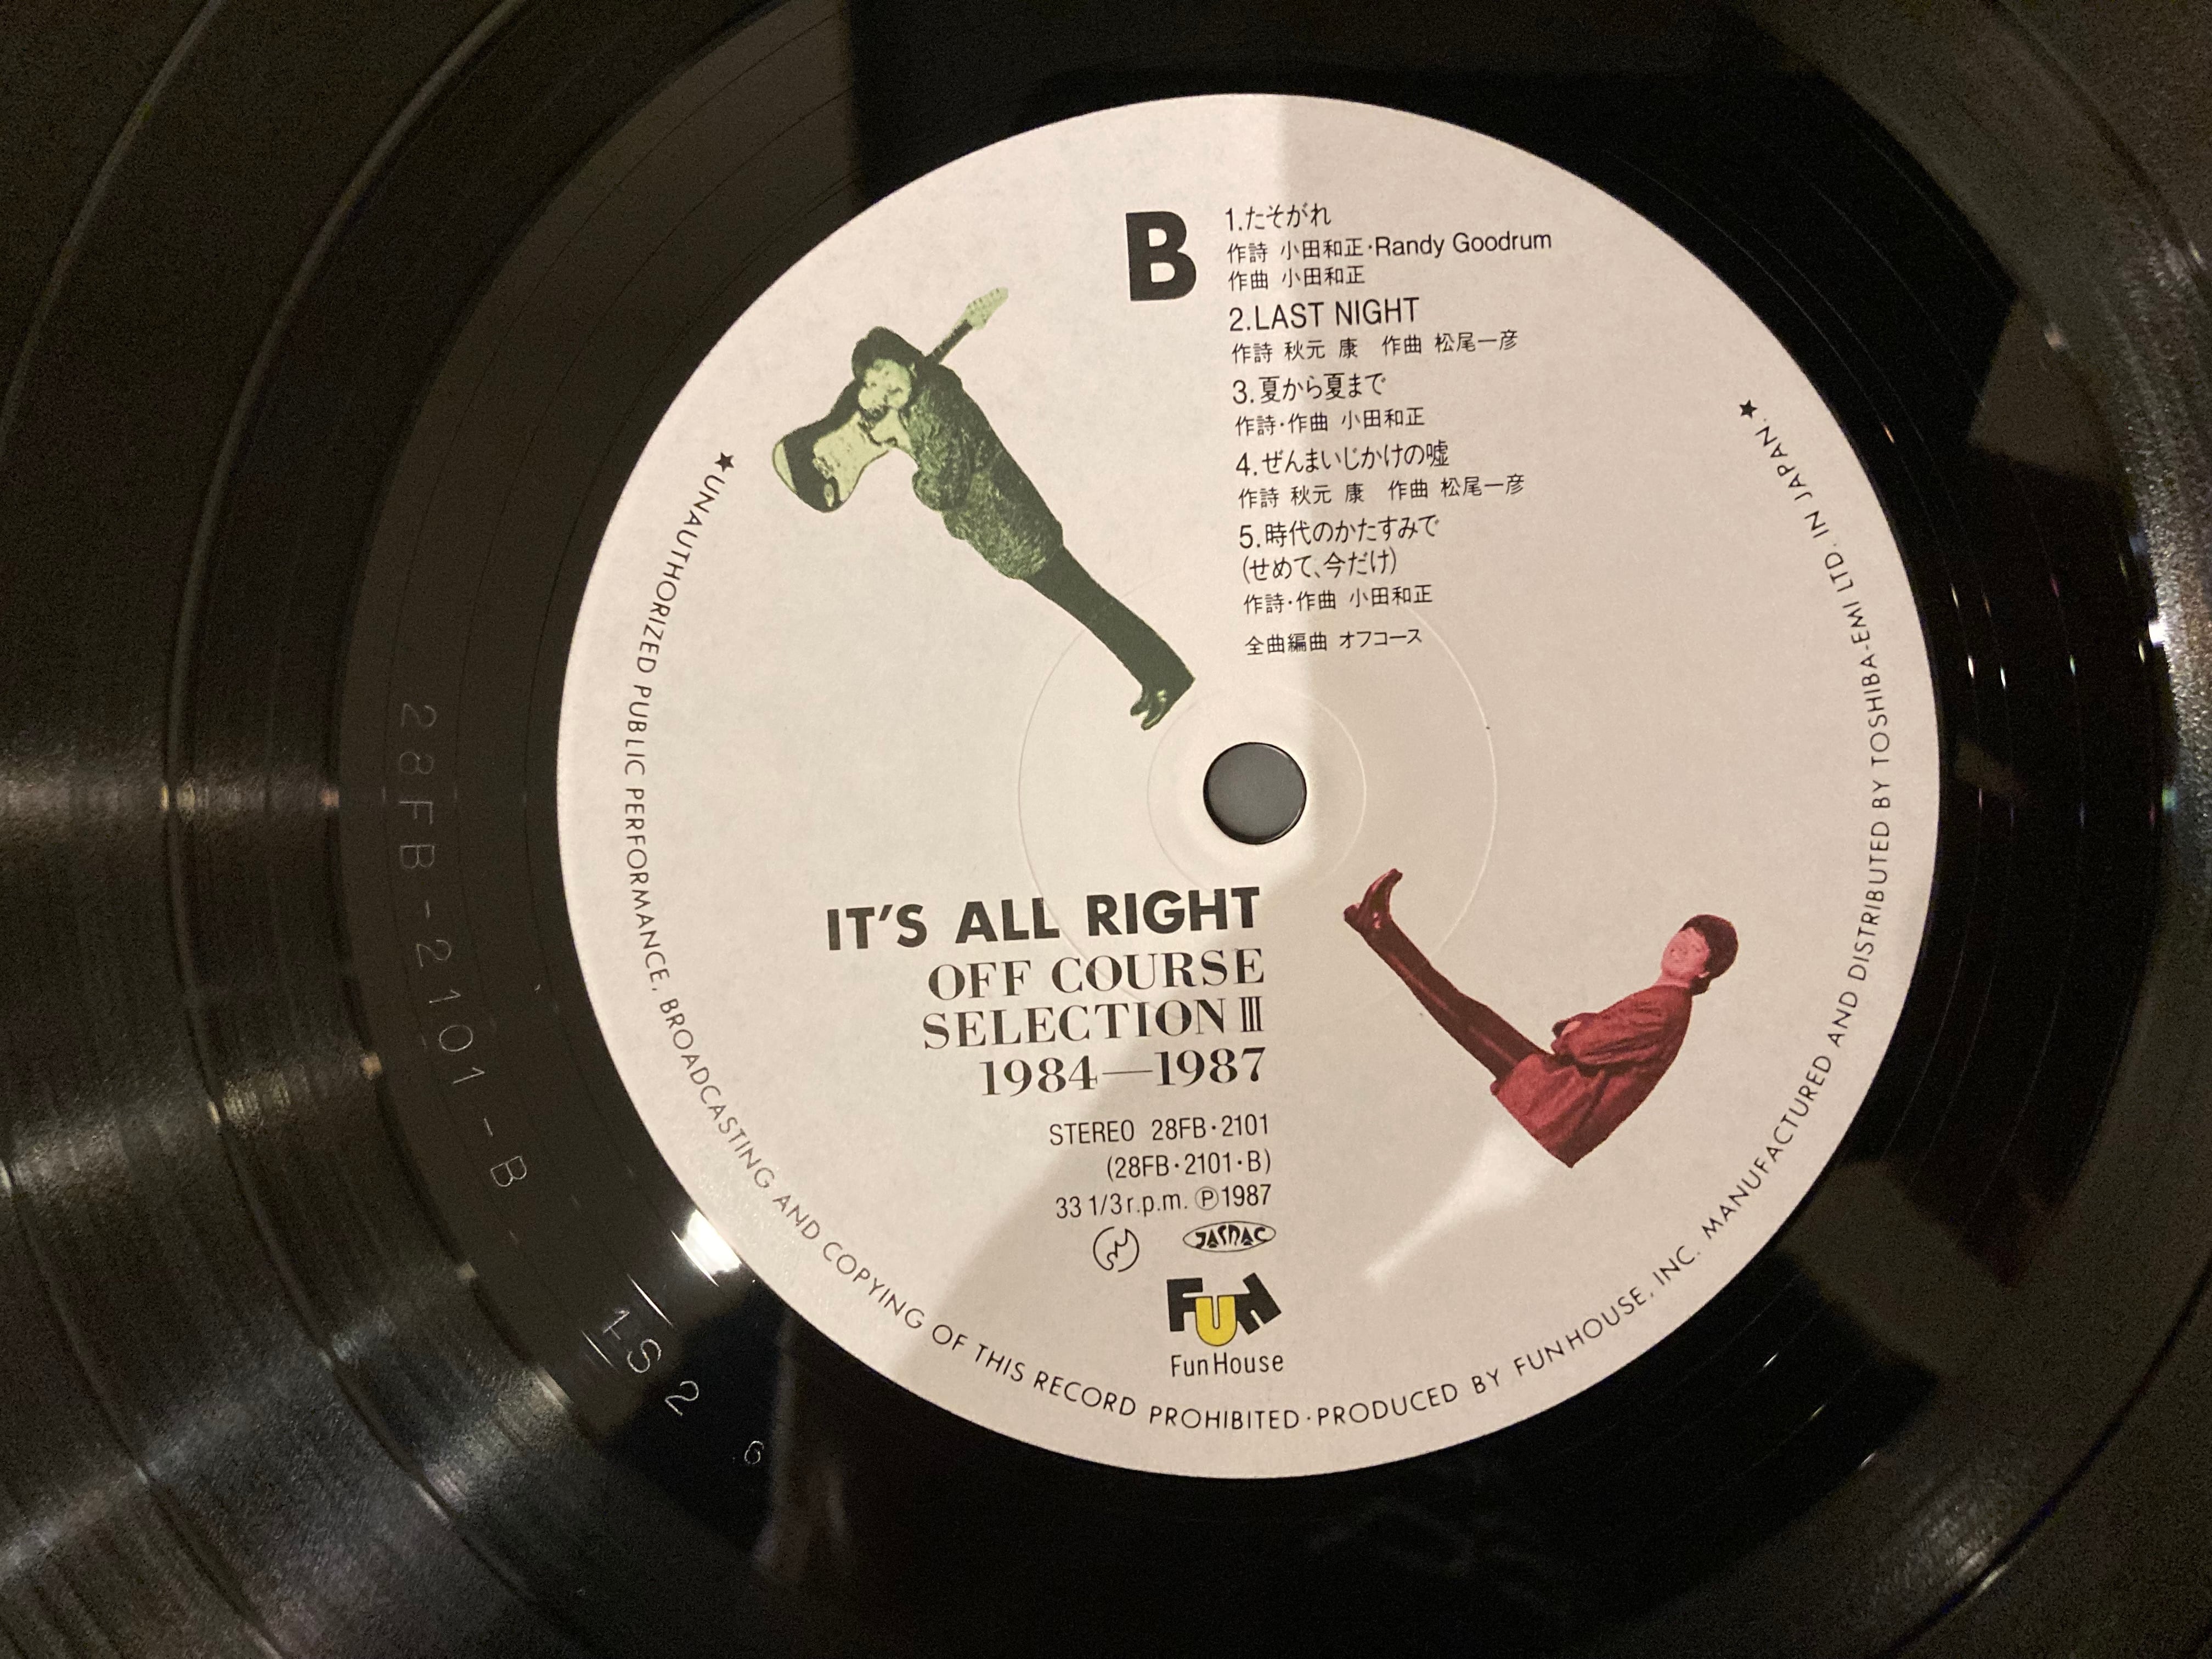 B
1.たそがれ
作詩 小田和正・Randy Goodrum
作曲 小田和正
2.LAST NIGHT
作詩 秋元 康 作曲 松尾一彦
3.夏から夏まで
作詩・作曲 小田和正
4.ぜんまいじかけの嘘
作詩 秋元 康 作曲 松尾一彦
5.時代のかたすみで
(せめて、今だけ)
作詩・作曲 小田和正
全曲編曲 オフコース
IT'S ALL RIGHT
OFF COURSE
SELECTION Ⅲ
1984—1987
STEREO 28FB・2101
(28FB・2101・B)
33 1/3 r.p.m. Ⓟ1987
JASRAC
FUN
Fun House
★UNAUTHORIZED PUBLIC PERFORMANCE, BROADCASTING AND COPYING OF THIS RECORD PROHIBITED・PRODUCED BY FUN HOUSE, INC. MANUFACTURED AND DISTRIBUTED BY TOSHIBA-EMI LTD. IN JAPAN.★
28FB-2101-B
1-S 2